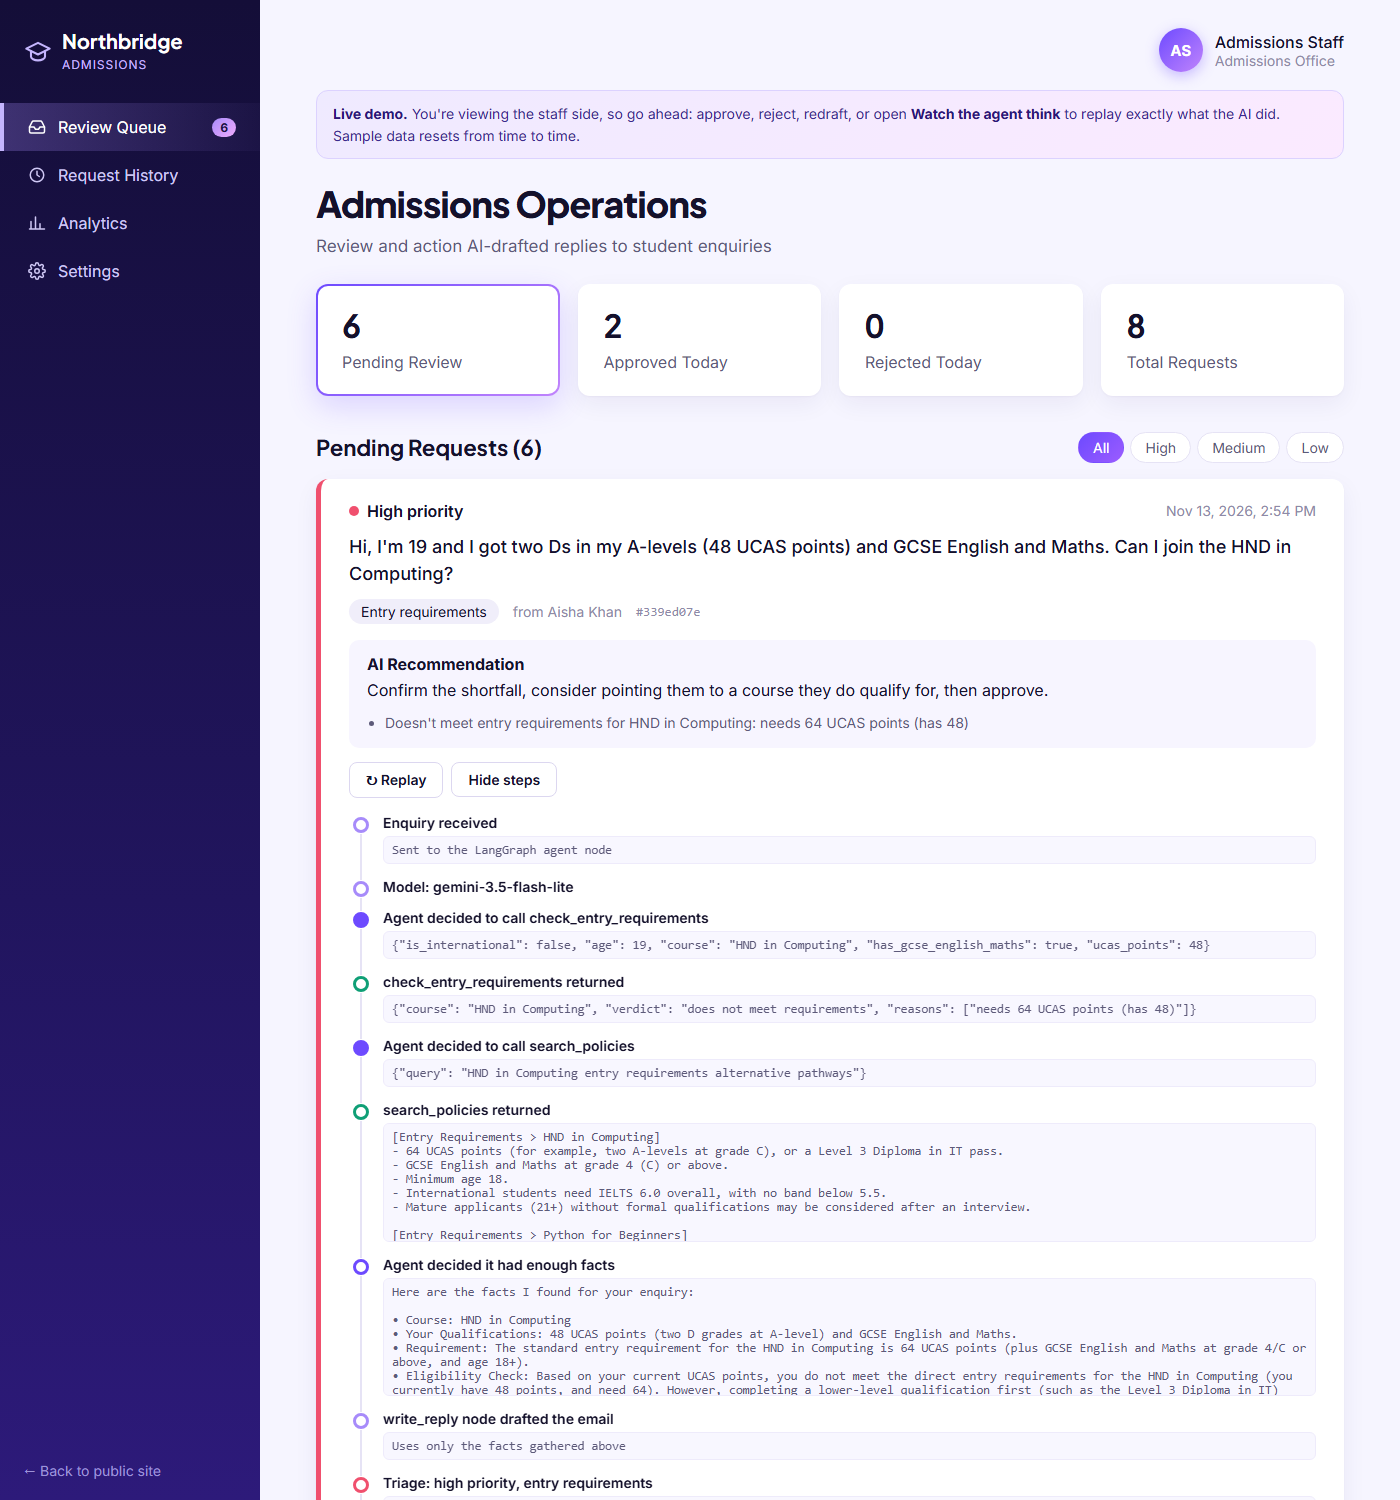 Northbridge
ADMISSIONS
Review Queue 6
Request History
Analytics
Settings
← Back to public site
AS
Admissions Staff
Admissions Office
Live demo. You're viewing the staff side, so go ahead: approve, reject, redraft, or open Watch the agent think to replay exactly what the AI did.
Sample data resets from time to time.
Admissions Operations
Review and action AI-drafted replies to student enquiries
6
Pending Review
2
Approved Today
0
Rejected Today
8
Total Requests
Pending Requests (6)
All High Medium Low
High priority
Nov 13, 2026, 2:54 PM
Hi, I'm 19 and I got two Ds in my A-levels (48 UCAS points) and GCSE English and Maths. Can I join the HND in
Computing?
Entry requirements from Aisha Khan #339ed07e
AI Recommendation
Confirm the shortfall, consider pointing them to a course they do qualify for, then approve.
• Doesn't meet entry requirements for HND in Computing: needs 64 UCAS points (has 48)
↻ Replay Hide steps
Enquiry received
Sent to the LangGraph agent node
Model: gemini-3.5-flash-lite
Agent decided to call check_entry_requirements
{"is_international": false, "age": 19, "course": "HND in Computing", "has_gcse_english_maths": true, "ucas_points": 48}
check_entry_requirements returned
{"course": "HND in Computing", "verdict": "does not meet requirements", "reasons": ["needs 64 UCAS points (has 48)"]}
Agent decided to call search_policies
{"query": "HND in Computing entry requirements alternative pathways"}
search_policies returned
[Entry Requirements > HND in Computing]
- 64 UCAS points (for example, two A-levels at grade C), or a Level 3 Diploma in IT pass.
- GCSE English and Maths at grade 4 (C) or above.
- Minimum age 18.
- International students need IELTS 6.0 overall, with no band below 5.5.
- Mature applicants (21+) without formal qualifications may be considered after an interview.
[Entry Requirements > Python for Beginners]
Agent decided it had enough facts
Here are the facts I found for your enquiry:
• Course: HND in Computing
• Your Qualifications: 48 UCAS points (two D grades at A-level) and GCSE English and Maths.
• Requirement: The standard entry requirement for the HND in Computing is 64 UCAS points (plus GCSE English and Maths at grade 4/C or
above, and age 18+).
• Eligibility Check: Based on your current UCAS points, you do not meet the direct entry requirements for the HND in Computing (you
currently have 48 points, and need 64). However, completing a lower-level qualification first (such as the Level 3 Diploma in IT)
write_reply node drafted the email
Uses only the facts gathered above
Triage: high priority, entry requirements